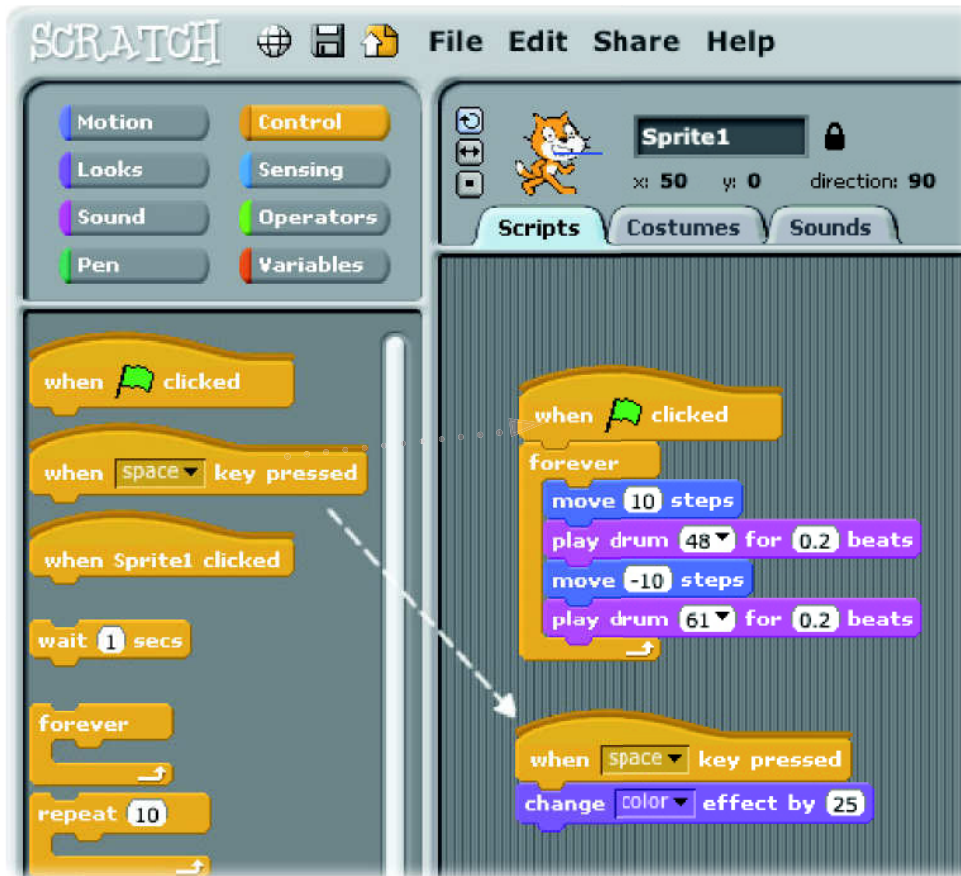 SCRATCH File Edit Share Help
Motion Control
Looks Sensing
Sound Operators
Pen Variables
Sprite1
x: 50 y: 0 direction: 90
Scripts Costumes Sounds
when clicked
when space key pressed
when Sprite1 clicked
wait 1 secs
forever
repeat 10
when clicked
forever
move 10 steps
play drum 48 for 0.2 beats
move -10 steps
play drum 61 for 0.2 beats
when space key pressed
change color effect by 25